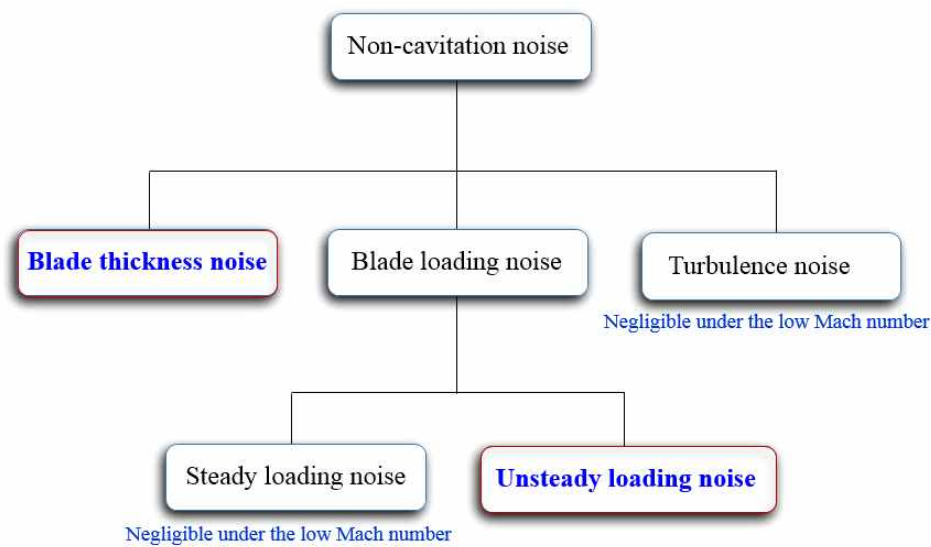 Non-cavitation noise
Blade thickness noise
Blade loading noise
Turbulence noise
Negligible under the low Mach number
Steady loading noise
Unsteady loading noise
Negligible under the low Mach number